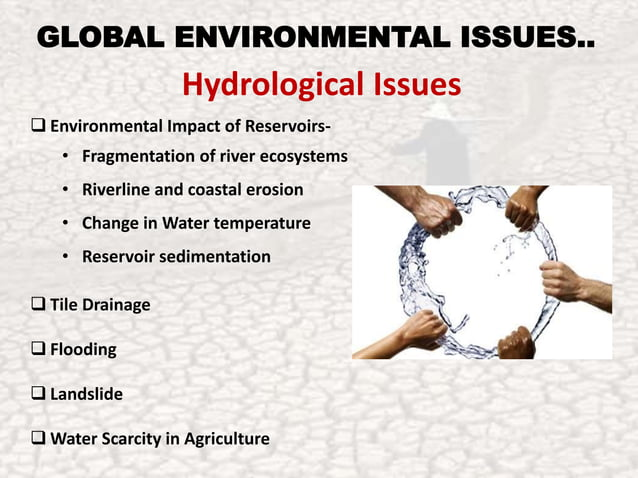 GLOBAL ENVIRONMENTAL ISSUES..
Hydrological Issues
❑ Environmental Impact of Reservoirs-
• Fragmentation of river ecosystems
• Riverline and coastal erosion
• Change in Water temperature
• Reservoir sedimentation
❑ Tile Drainage
❑ Flooding
❑ Landslide
❑ Water Scarcity in Agriculture